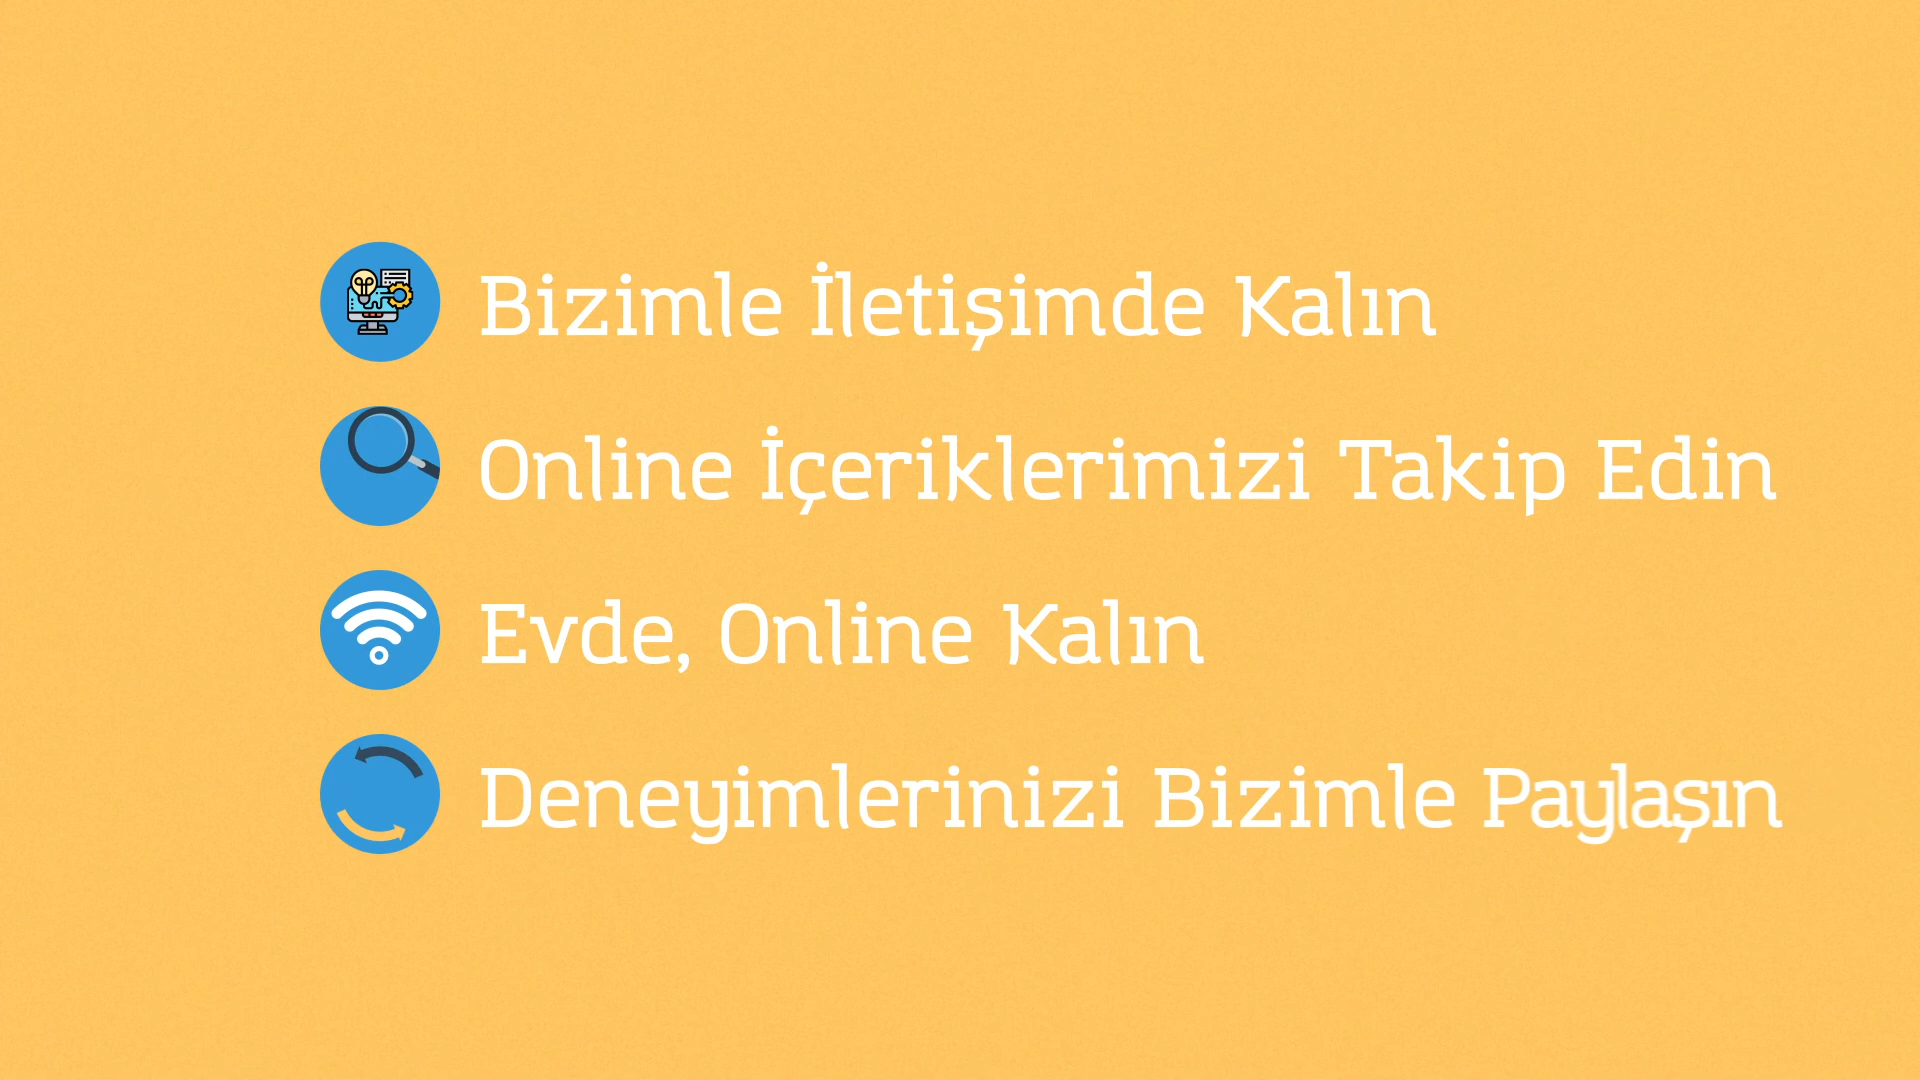 Bizimle İletişimde Kalın
Online İçeriklerimizi Takip Edin
Evde, Online Kalın
Deneyimlerinizi Bizimle Paylaşın